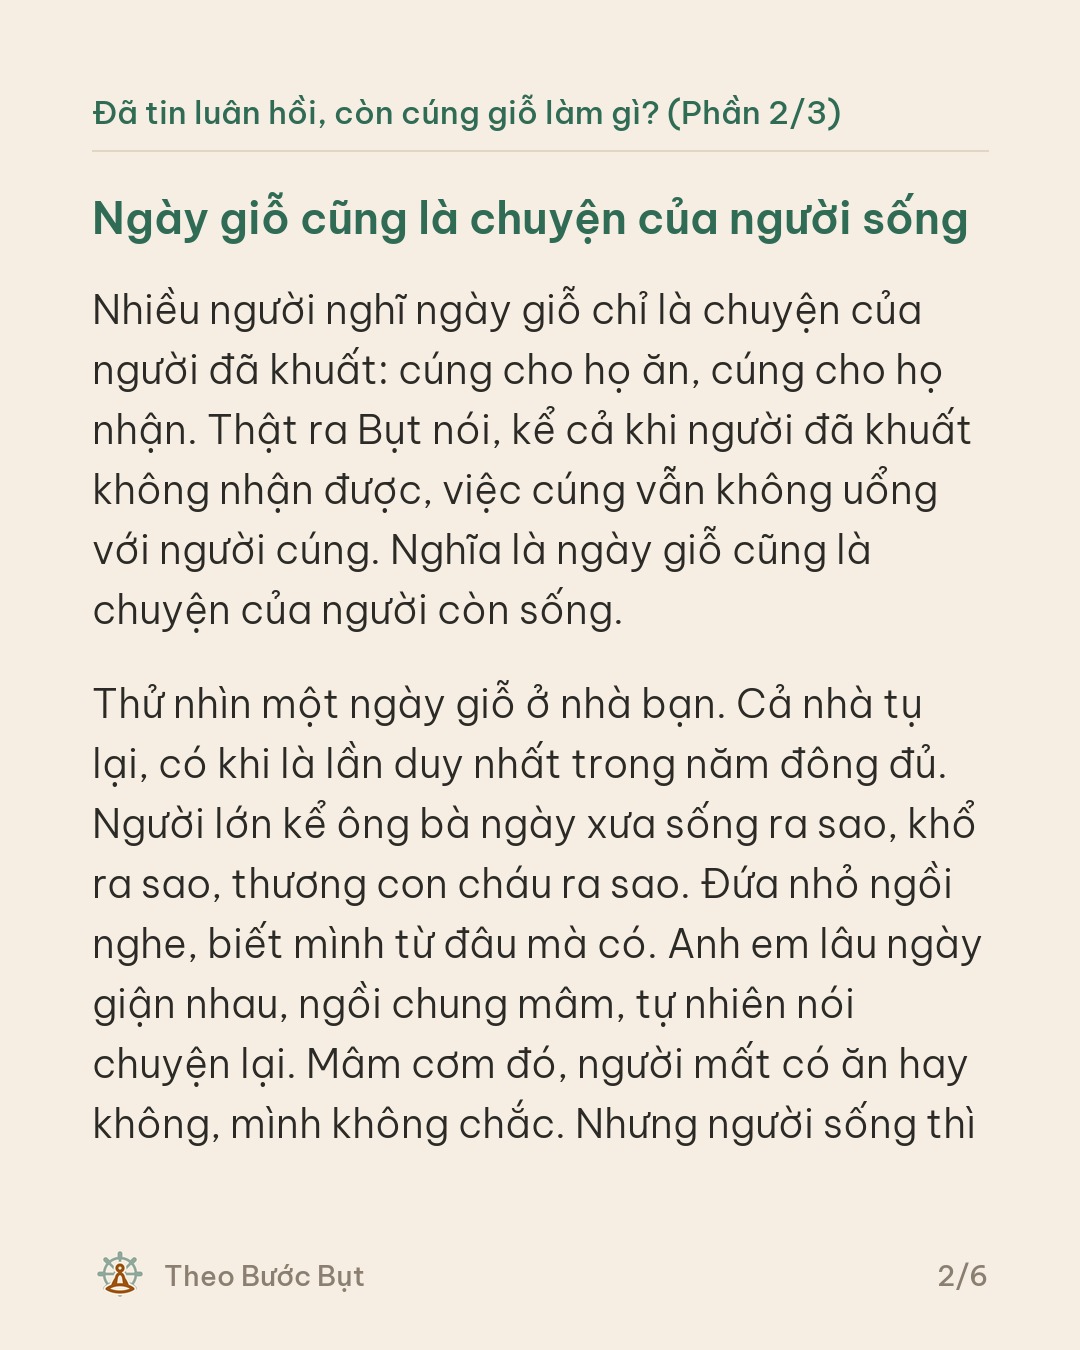 Đã tin luân hồi, còn cúng giỗ làm gì? (Phần 2/3)
Ngày giỗ cũng là chuyện của người sống
Nhiều người nghĩ ngày giỗ chỉ là chuyện của
người đã khuất: cúng cho họ ăn, cúng cho họ
nhận. Thật ra Bụt nói, kể cả khi người đã khuất
không nhận được, việc cúng vẫn không uổng
với người cúng. Nghĩa là ngày giỗ cũng là
chuyện của người còn sống.
Thử nhìn một ngày giỗ ở nhà bạn. Cả nhà tụ
lại, có khi là lần duy nhất trong năm đông đủ.
Người lớn kể ông bà ngày xưa sống ra sao, khổ
ra sao, thương con cháu ra sao. Đứa nhỏ ngồi
nghe, biết mình từ đâu mà có. Anh em lâu ngày
giận nhau, ngồi chung mâm, tự nhiên nói
chuyện lại. Mâm cơm đó, người mất có ăn hay
không, mình không chắc. Nhưng người sống thì
Theo Bước Bụt
2/6